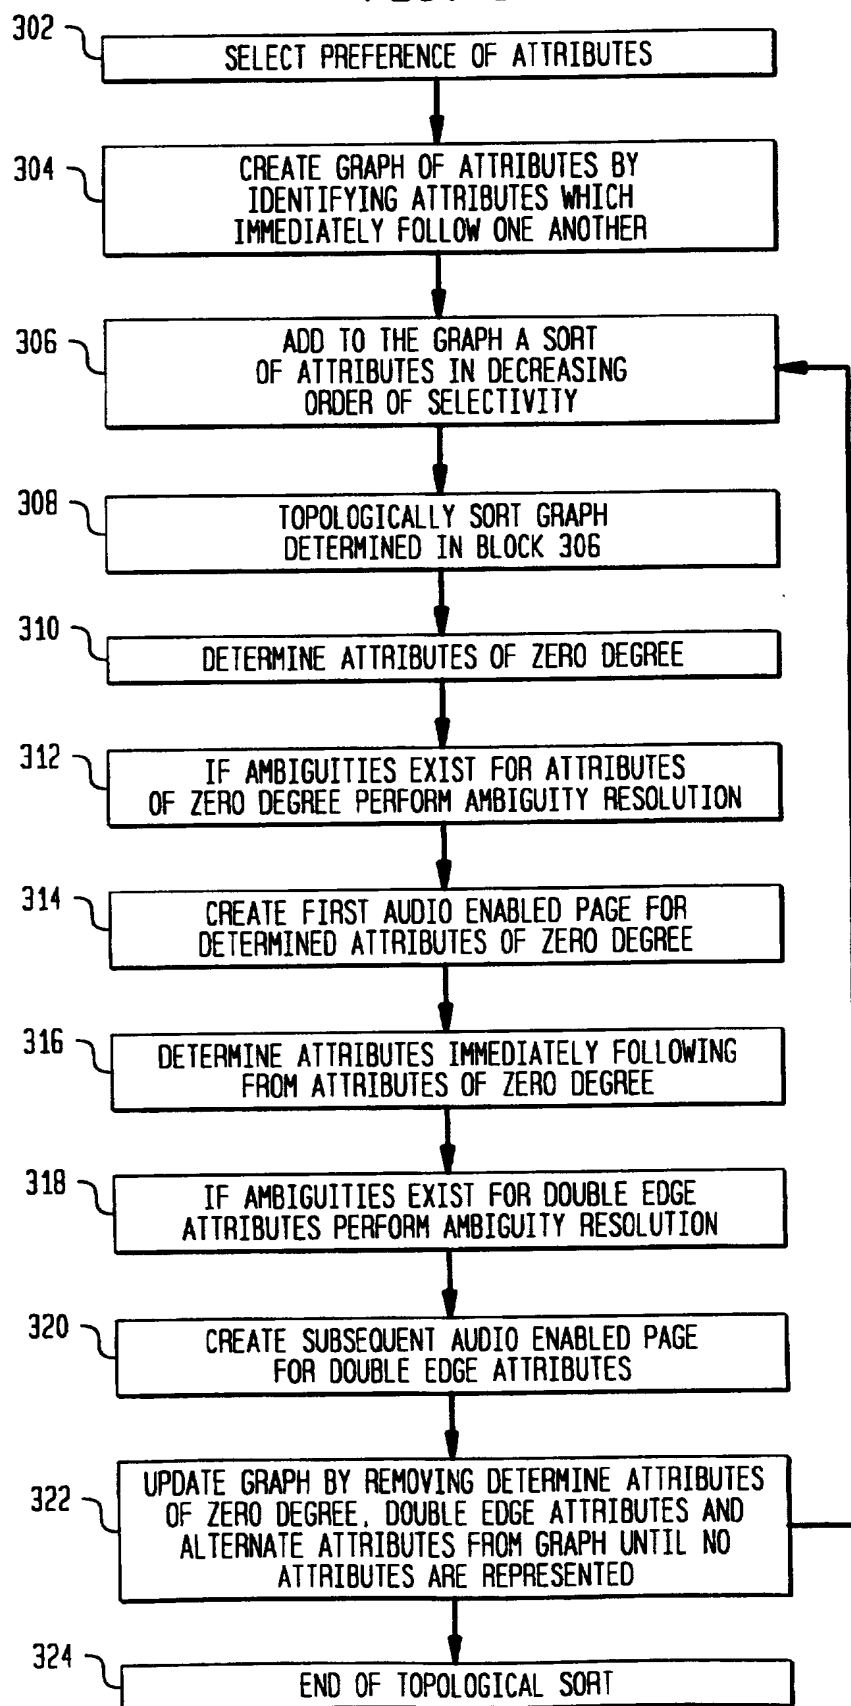 302
SELECT PREFERENCE OF ATTRIBUTES
304
CREATE GRAPH OF ATTRIBUTES BY
IDENTIFYING ATTRIBUTES WHICH
IMMEDIATELY FOLLOW ONE ANOTHER
306
ADD TO THE GRAPH A SORT
OF ATTRIBUTES IN DECREASING
ORDER OF SELECTIVITY
308
TOPOLOGICALLY SORT GRAPH
DETERMINED IN BLOCK 306
310
DETERMINE ATTRIBUTES OF ZERO DEGREE
312
IF AMBIGUITIES EXIST FOR ATTRIBUTES
OF ZERO DEGREE PERFORM AMBIGUITY RESOLUTION
314
CREATE FIRST AUDIO ENABLED PAGE FOR
DETERMINED ATTRIBUTES OF ZERO DEGREE
316
DETERMINE ATTRIBUTES IMMEDIATELY FOLLOWING
FROM ATTRIBUTES OF ZERO DEGREE
318
IF AMBIGUITIES EXIST FOR DOUBLE EDGE
ATTRIBUTES PERFORM AMBIGUITY RESOLUTION
320
CREATE SUBSEQUENT AUDIO ENABLED PAGE
FOR DOUBLE EDGE ATTRIBUTES
322
UPDATE GRAPH BY REMOVING DETERMINE ATTRIBUTES
OF ZERO DEGREE, DOUBLE EDGE ATTRIBUTES AND
ALTERNATE ATTRIBUTES FROM GRAPH UNTIL NO
ATTRIBUTES ARE REPRESENTED
324
END OF TOPOLOGICAL SORT